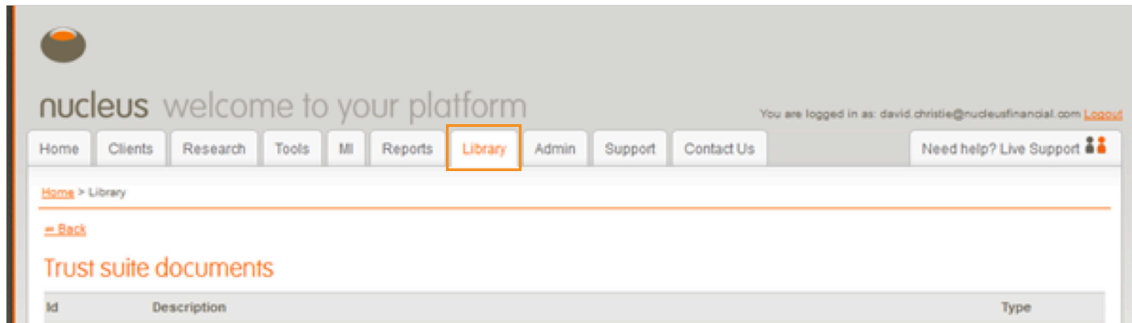 nucleus welcome to your platform
You are logged in as: david.christie@nucleusfinancial.com Logout
Home Clients Research Tools MI Reports Library Admin Support Contact Us Need help? Live Support
Home > Library
<< Back
Trust suite documents
Id Description Type